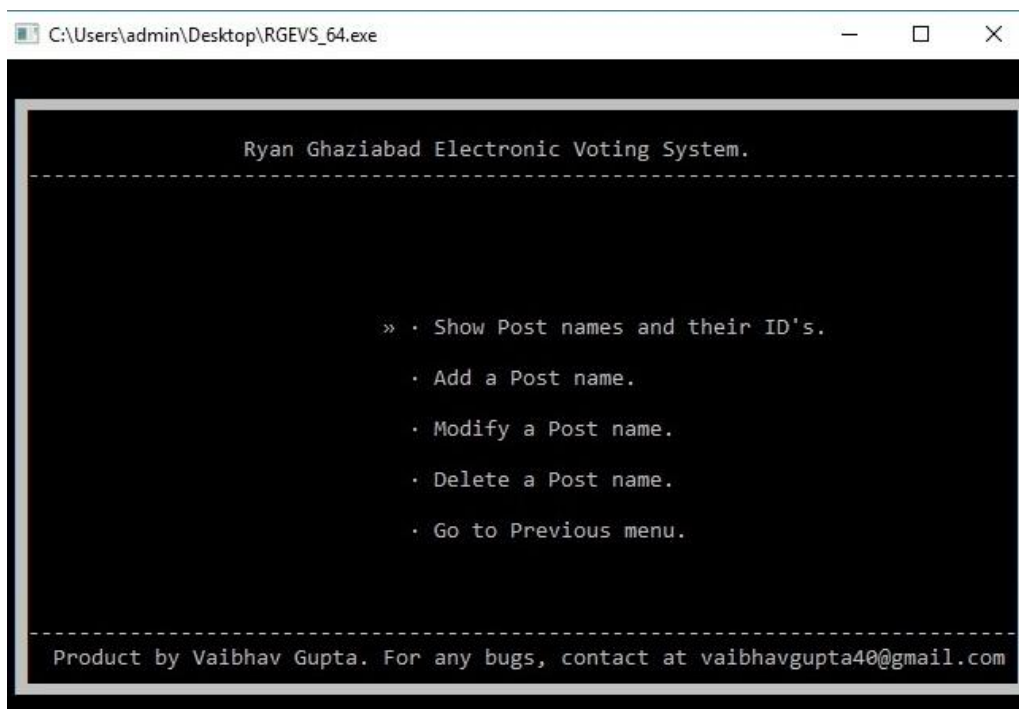 C:\Users\admin\Desktop\RGEVS_64.exe
Ryan Ghaziabad Electronic Voting System.
» · Show Post names and their ID's.
· Add a Post name.
· Modify a Post name.
· Delete a Post name.
· Go to Previous menu.
Product by Vaibhav Gupta. For any bugs, contact at vaibhavgupta40@gmail.com